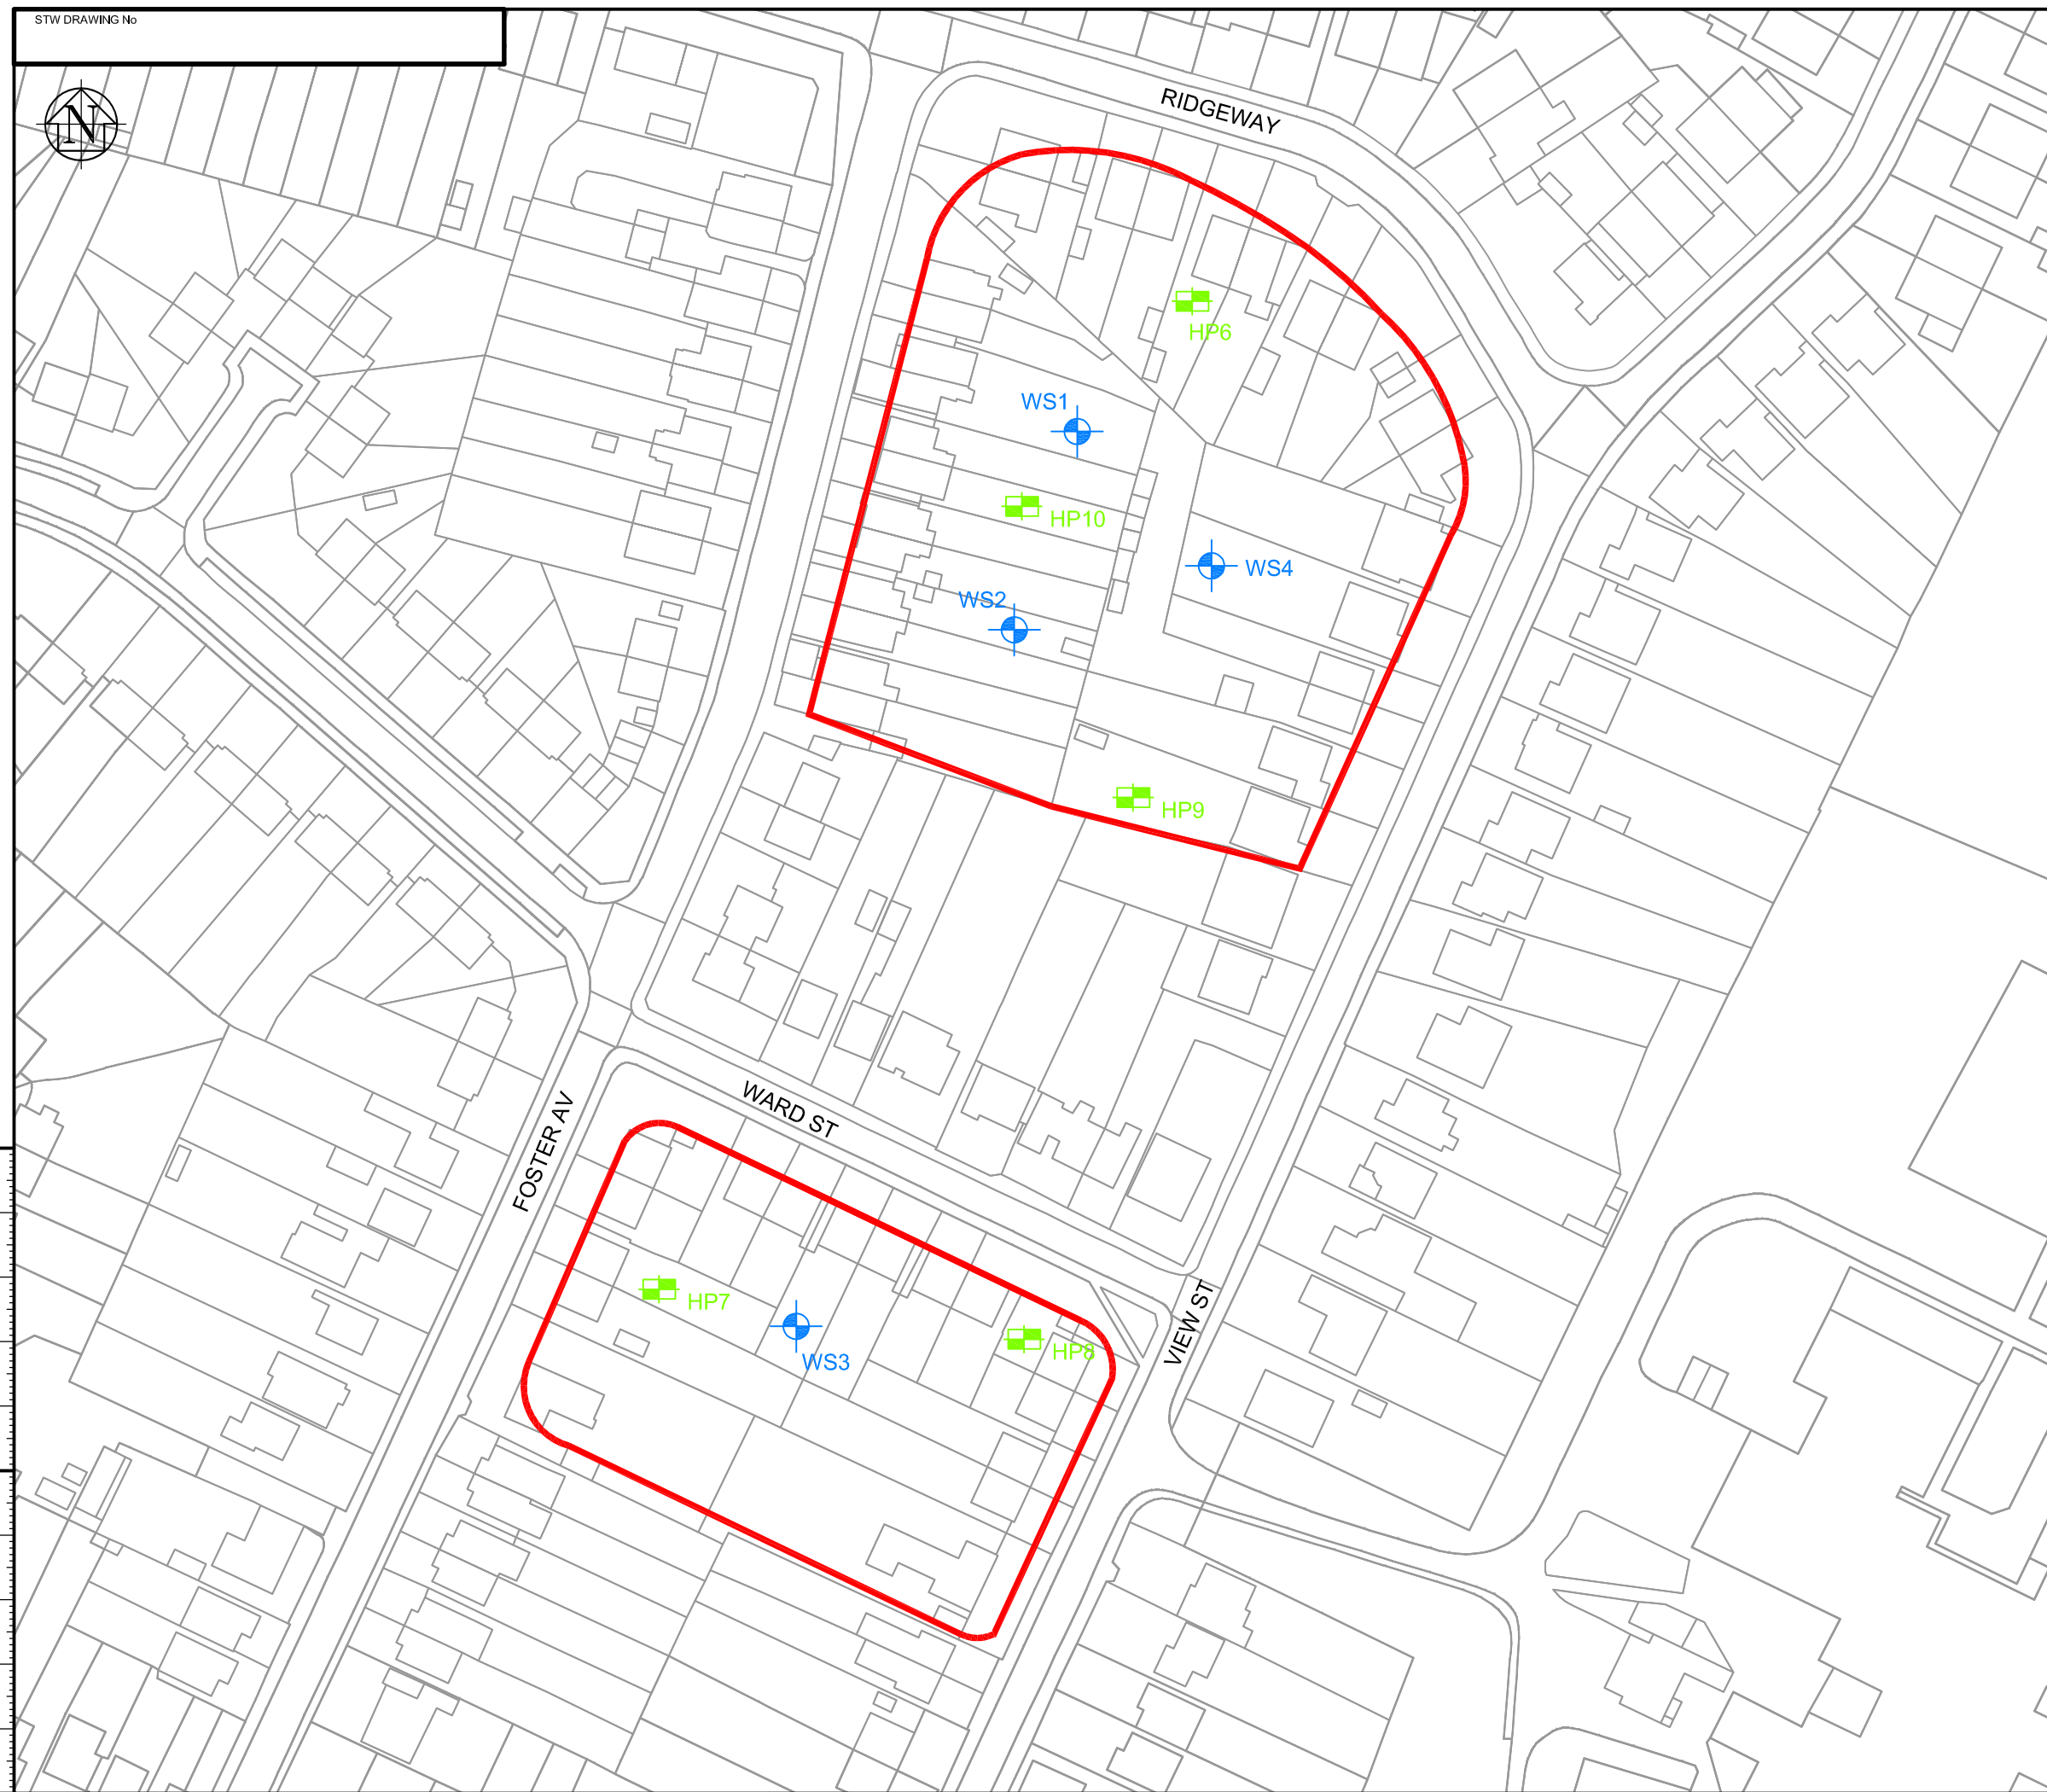 STW DRAWING No
N
RIDGEWAY
HP6
WS1
HP10
WS4
WS2
HP9
WARD ST
FOSTER AV
HP7
WS3
HP8
VIEW ST